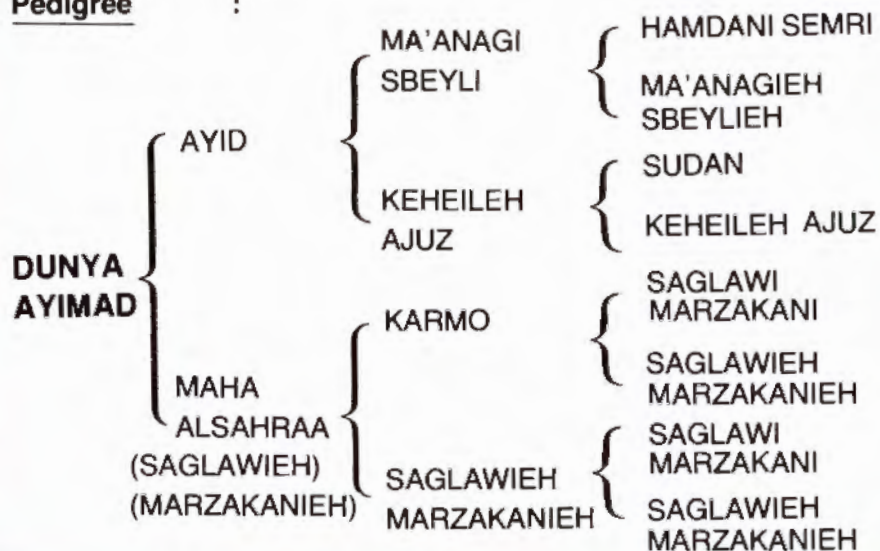 Pedigree :
AYID
DUNYA
AYIMAD
MAHA
ALSAHRAA
(SAGLAWIEH)
(MARZAKANIEH)
MA'ANAGI
SBEYLI
KEHEILEH
AJUZ
KARMO
SAGLAWIEH
MARZAKANIEH
HAMDANI SEMRI
MA'ANAGIEH
SBEYLIEH
SUDAN
KEHEILEH AJUZ
SAGLAWI
MARZAKANI
SAGLAWIEH
MARZAKANIEH
SAGLAWI
MARZAKANI
SAGLAWIEH
MARZAKANIEH